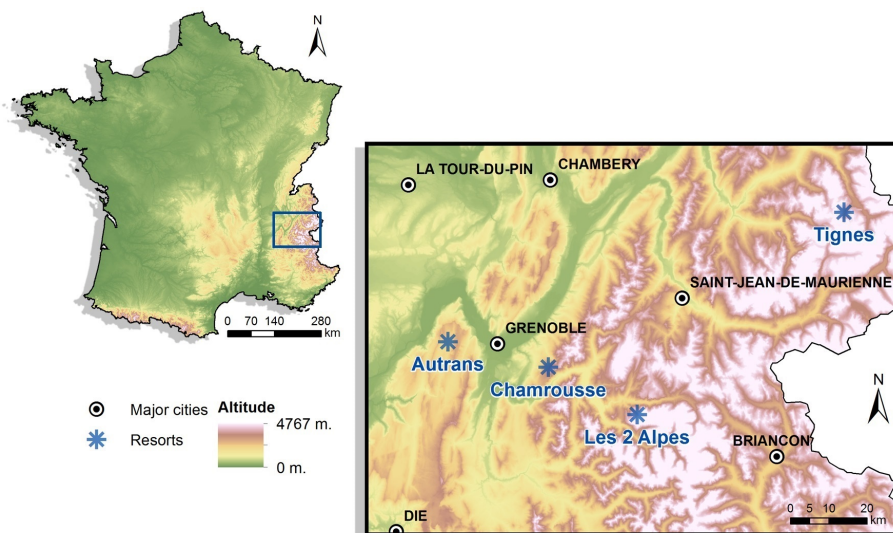 N
0 70 140 280
km
Major cities
Resorts
Altitude
4767 m.
0 m.
LA TOUR-DU-PIN
CHAMBERY
Tignes
SAINT-JEAN-DE-MAURIENNE
GRENOBLE
Autrans
Chamrousse
Les 2 Alpes
BRIANCON
DIE
N
0 5 10 20
km